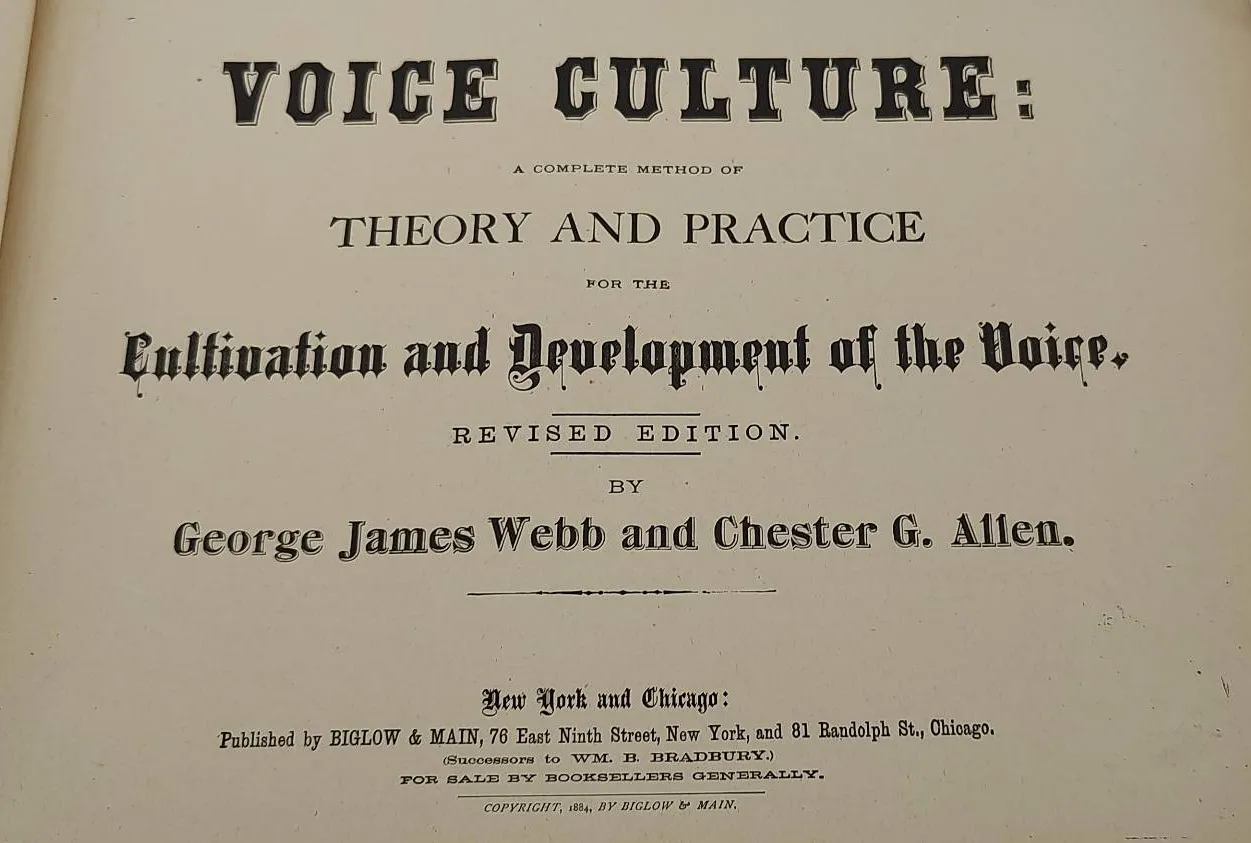 VOICE CULTURE:
A COMPLETE METHOD OF
THEORY AND PRACTICE
FOR THE
Cultivation and Development of the Voice.
REVISED EDITION.
BY
George James Webb and Chester G. Allen.
New York and Chicago:
Published by BIGLOW & MAIN, 76 East Ninth Street, New York, and 81 Randolph St., Chicago.
(Successors to WM. B. BRADBURY.)
FOR SALE BY BOOKSELLERS GENERALLY.
COPYRIGHT, 1884, BY BIGLOW & MAIN.